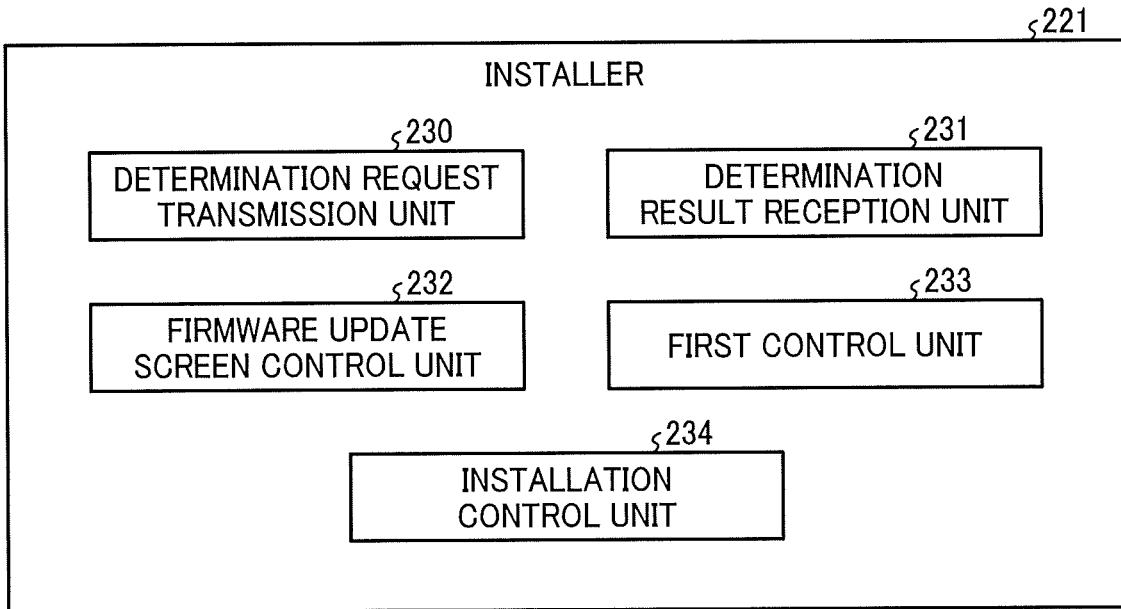 221
INSTALLER
230
DETERMINATION REQUEST
TRANSMISSION UNIT
231
DETERMINATION
RESULT RECEPTION UNIT
232
FIRMWARE UPDATE
SCREEN CONTROL UNIT
233
FIRST CONTROL UNIT
234
INSTALLATION
CONTROL UNIT